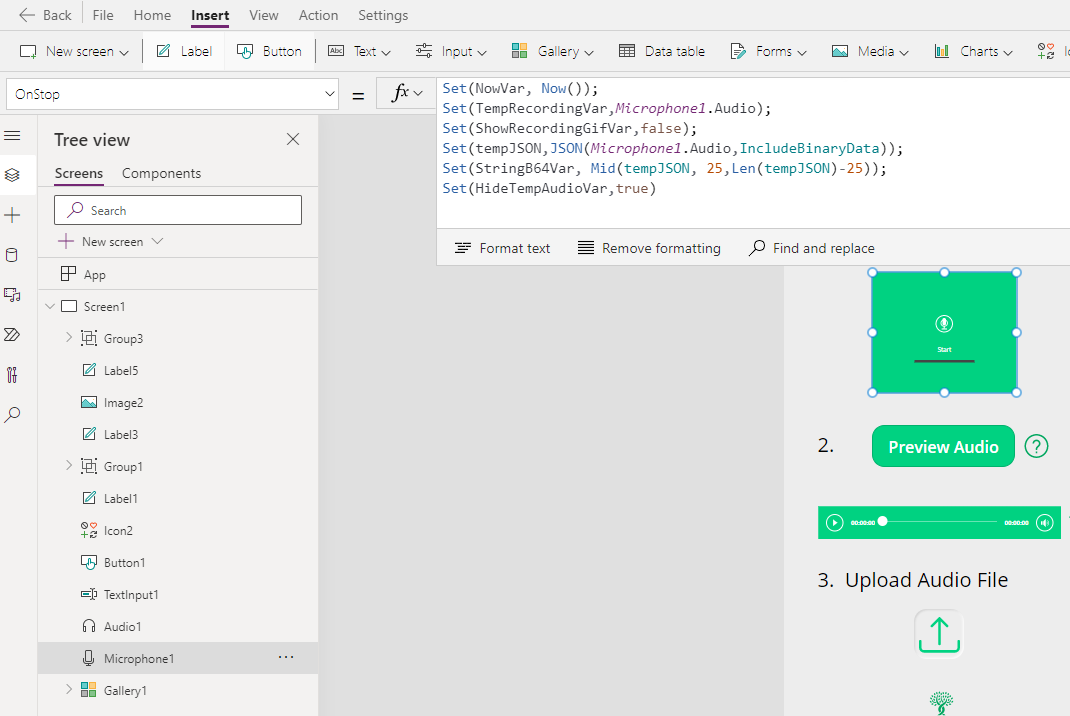 Back File Home Insert View Action Settings
New screen Label Button Abc Text Input Gallery Data table Forms Media Charts
OnStop = fx
Set(NowVar, Now());
Set(TempRecordingVar,Microphone1.Audio);
Set(ShowRecordingGifVar,false);
Set(tempJSON,JSON(Microphone1.Audio,IncludeBinaryData));
Set(StringB64Var, Mid(tempJSON, 25,Len(tempJSON)-25));
Set(HideTempAudioVar,true)
Format text Remove formatting Find and replace
Tree view
Screens Components
Search
New screen
App
Screen1
Group3
Label5
Image2
Label3
Group1
Label1
Icon2
Button1
TextInput1
Audio1
Microphone1 ...
Gallery1
Start
2. Preview Audio ?
00:00:00 00:00:00
3. Upload Audio File